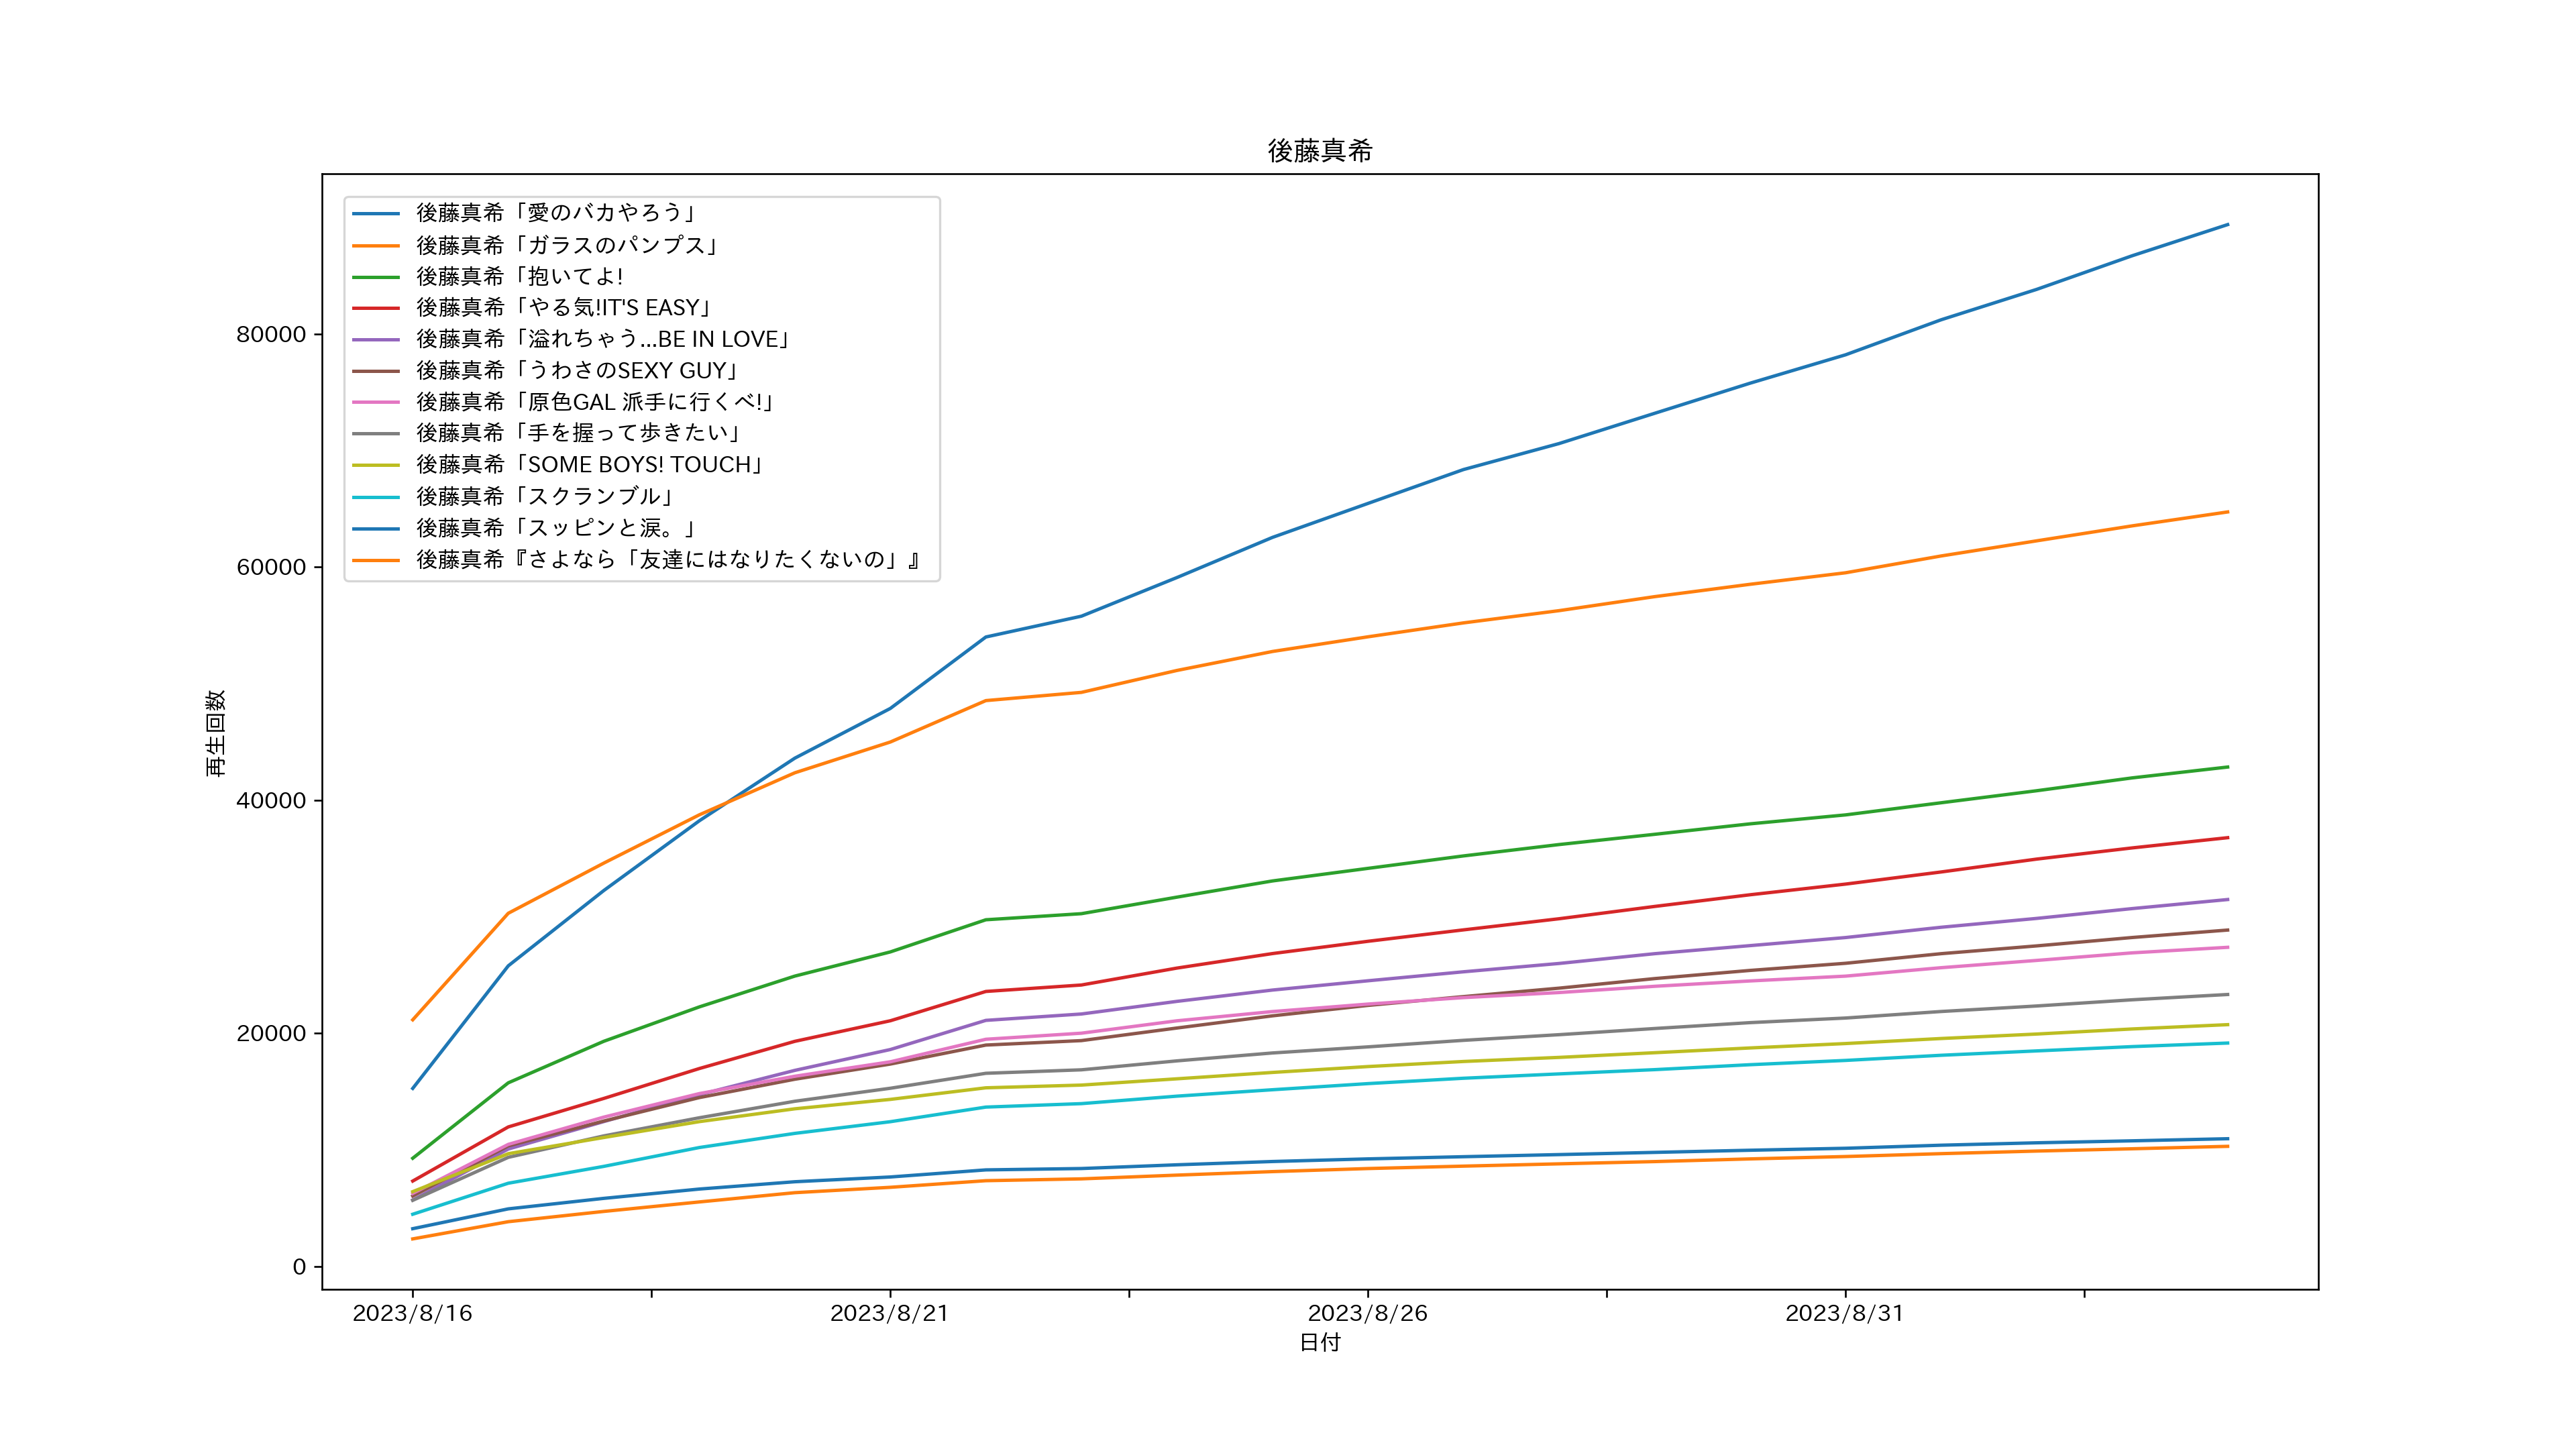 後藤真希
後藤真希「愛のバカやろう」
後藤真希「ガラスのパンプス」
後藤真希「抱いてよ!
後藤真希「やる気!IT'S EASY」
後藤真希「溢れちゃう...BE IN LOVE」
後藤真希「うわさのSEXY GUY」
後藤真希「原色GAL 派手に行くべ!」
後藤真希「手を握って歩きたい」
後藤真希「SOME BOYS! TOUCH」
後藤真希「スクランブル」
後藤真希「スッピンと涙。」
後藤真希『さよなら「友達にはなりたくないの」』
80000
60000
40000
20000
0
再生回数
2023/8/16 2023/8/21 2023/8/26 2023/8/31
日付